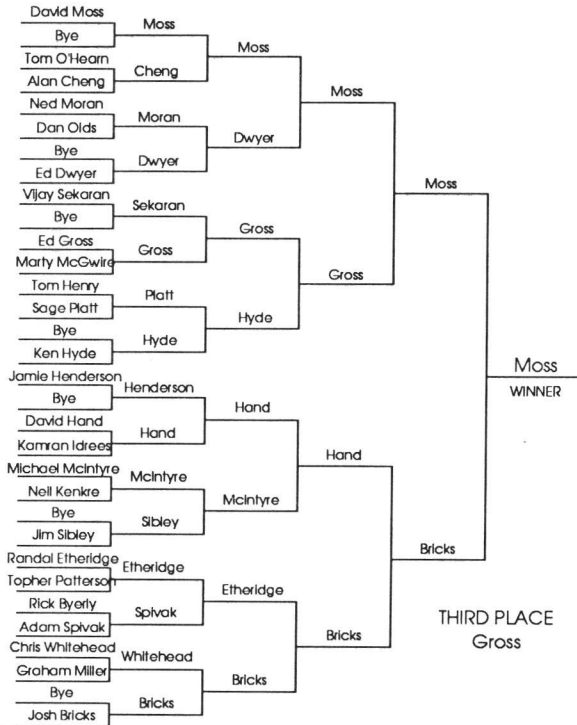 David Moss
Bye
Tom O'Hearn
Alan Cheng
Ned Moran
Dan Olds
Bye
Ed Dwyer
Vijay Sekaran
Bye
Ed Gross
Marty McGwire
Tom Henry
Sage Platt
Bye
Ken Hyde
Jamie Henderson
Bye
David Hand
Kamran Idrees
Michael McIntyre
Neil Kenkre
Bye
Jim Sibley
Randal Etheridge
Topher Patterson
Rick Byerly
Adam Spivak
Chris Whitehead
Graham Miller
Bye
Josh Bricks
Moss
Cheng
Moran
Dwyer
Sekaran
Gross
Platt
Hyde
Henderson
Hand
McIntyre
Sibley
Etheridge
Spivak
Whitehead
Bricks
Moss
Dwyer
Gross
Hyde
Hand
McIntyre
Etheridge
Bricks
Moss
Gross
Hand
Bricks
Moss
Bricks
Moss
WINNER
THIRD PLACE
Gross